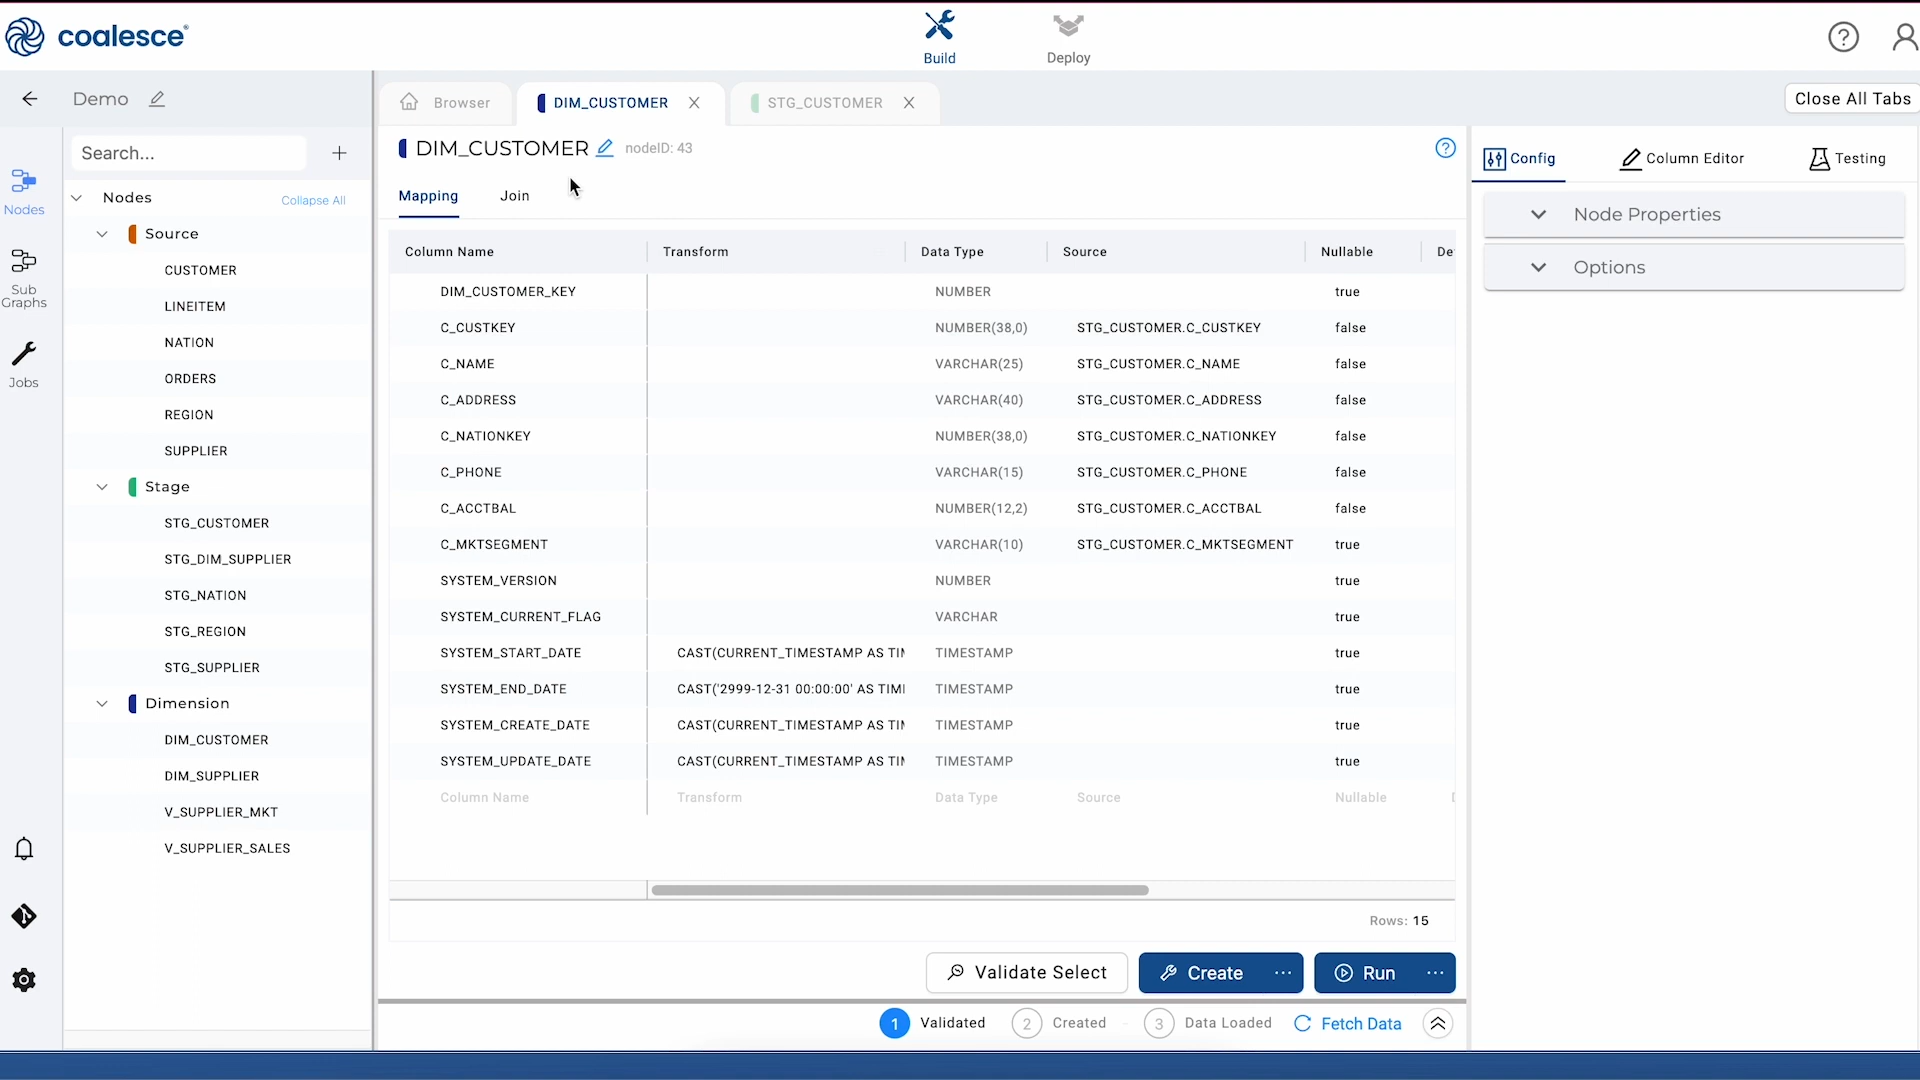 coalesce®
Build
Deploy
Demo
Browser
DIM_CUSTOMER
STG_CUSTOMER
Close All Tabs
Search...
Nodes
Collapse All
Source
CUSTOMER
LINEITEM
NATION
ORDERS
REGION
SUPPLIER
Stage
STG_CUSTOMER
STG_DIM_SUPPLIER
STG_NATION
STG_REGION
STG_SUPPLIER
Dimension
DIM_CUSTOMER
DIM_SUPPLIER
V_SUPPLIER_MKT
V_SUPPLIER_SALES
Nodes
Sub
Graphs
Jobs
DIM_CUSTOMER nodeID: 43
Mapping Join
Column Name Transform Data Type Source Nullable De
DIM_CUSTOMER_KEY NUMBER true
C_CUSTKEY NUMBER(38,0) STG_CUSTOMER.C_CUSTKEY false
C_NAME VARCHAR(25) STG_CUSTOMER.C_NAME false
C_ADDRESS VARCHAR(40) STG_CUSTOMER.C_ADDRESS false
C_NATIONKEY NUMBER(38,0) STG_CUSTOMER.C_NATIONKEY false
C_PHONE VARCHAR(15) STG_CUSTOMER.C_PHONE false
C_ACCTBAL NUMBER(12,2) STG_CUSTOMER.C_ACCTBAL false
C_MKTSEGMENT VARCHAR(10) STG_CUSTOMER.C_MKTSEGMENT true
SYSTEM_VERSION NUMBER true
SYSTEM_CURRENT_FLAG VARCHAR true
SYSTEM_START_DATE CAST(CURRENT_TIMESTAMP AS TIM TIMESTAMP true
SYSTEM_END_DATE CAST('2999-12-31 00:00:00' AS TIMI TIMESTAMP true
SYSTEM_CREATE_DATE CAST(CURRENT_TIMESTAMP AS TIM TIMESTAMP true
SYSTEM_UPDATE_DATE CAST(CURRENT_TIMESTAMP AS TIM TIMESTAMP true
Column Name Transform Data Type Source Nullable
Rows: 15
Validate Select
Create ...
Run ...
1 Validated 2 Created - 3 Data Loaded Fetch Data
Config Column Editor Testing
Node Properties
Options